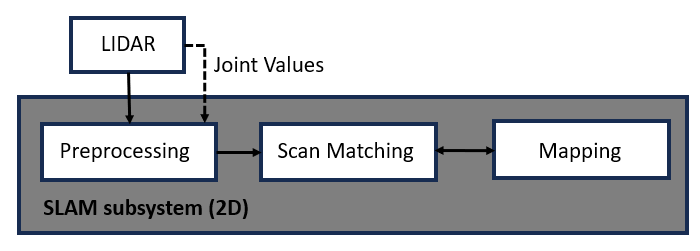 LIDAR
Joint Values
Preprocessing
Scan Matching
Mapping
SLAM subsystem (2D)